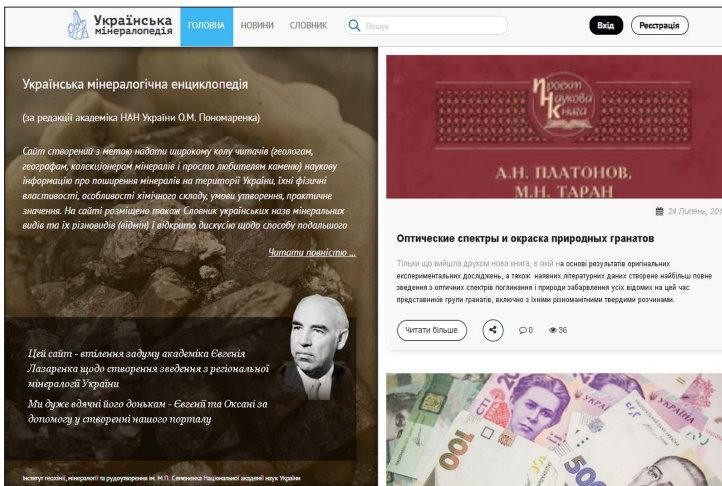 Українська
мінералопедія
ГОЛОВНА
НОВИНИ
СЛОВНИК
Пошук
Вхід
Реєстрація
Українська мінералогічна енциклопедія
(за редакції академіка НАН України О.М. Пономаренка)
Сайт створений з метою надати широкому колу читачів (геологам,
географам, колекціонерам мінералів і просто любителям каменю) наукову
інформацію про поширення мінералів на території України, їхні фізичні
властивості, особливості хімічного складу, умови утворення, практичне
значення. На сайті розміщено також Словник українських назв мінеральних
видів та їх різновидів (відмін) і відкрито дискусію щодо способу подальшого
Читати повністю ...
Цей сайт - втілення задуму академіка Євгенія
Лазаренка щодо створення зведення з регіональної
мінералогії України
Ми дуже вдячні його донькам - Євгенії та Оксані за
допомогу у створенні нашого порталу
Інститут геохімії, мінералогії та рудоутворення ім. М.П. Семененка Національної академії наук України
Проект
Наукова
Книга
А.Н. ПЛАТОНОВ,
М.Н. ТАРАН
24 Липень, 201
Оптические спектры и окраска природных гранатов
Тільки що вийшла друком нова книга, в якій на основі результатів оригінальних
експериментальних досліджень, а також наявних літературних даних створене найбільш повне
зведення з оптичних спектрів поглинання і природи забарвлення усіх відомих на цей час
представників групи гранатів, включно з їхніми різноманітними твердими розчинами.
Читати більше
0
36
УКРАЇНА
100
500